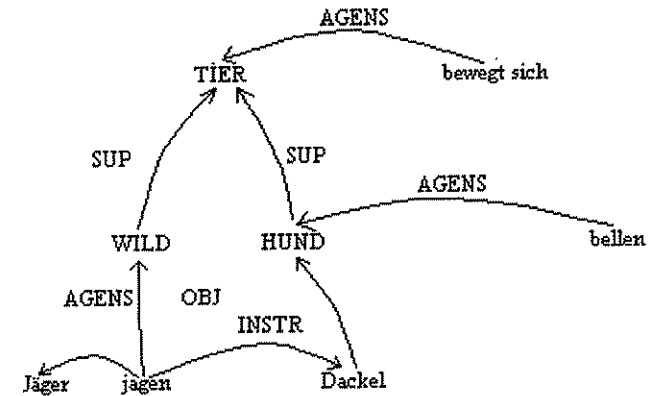 AGENS
TIER
bewegt sich
SUP
SUP
AGENS
WILD
HUND
bellen
AGENS
OBJ
INSTR
Jäger
jagen
Dackel